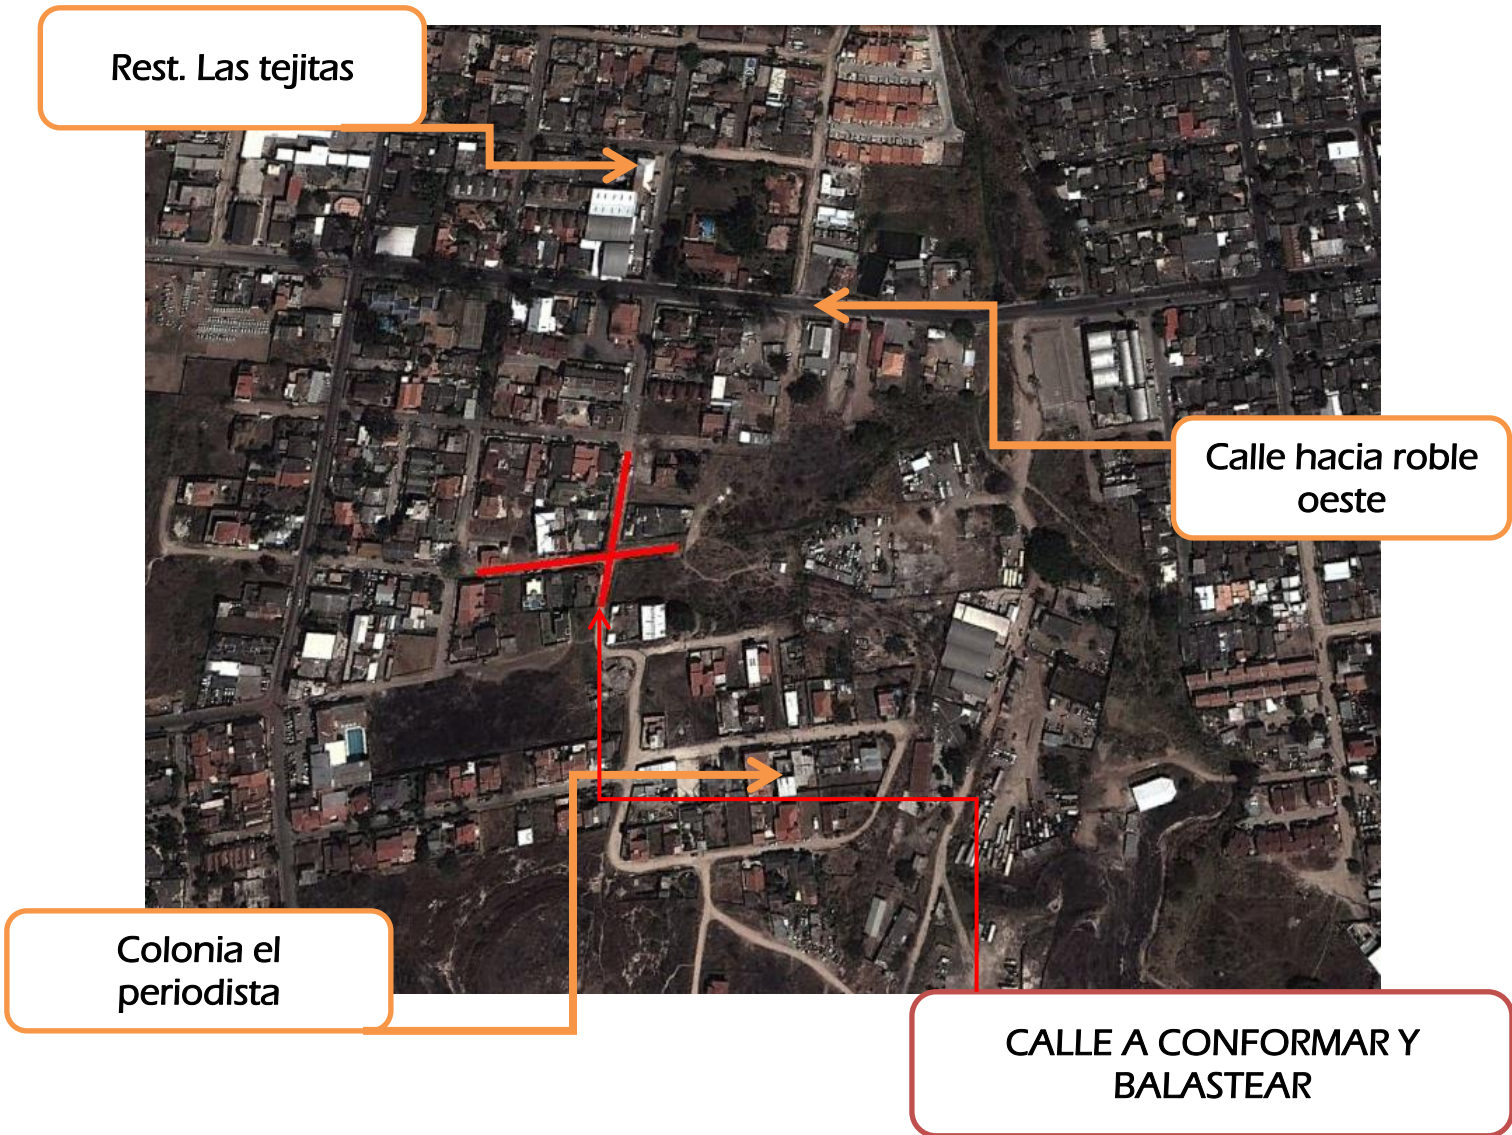 Rest. Las tejitas
Calle hacia roble
oeste
Colonia el
periodista
CALLE A CONFORMAR Y
BALASTEAR